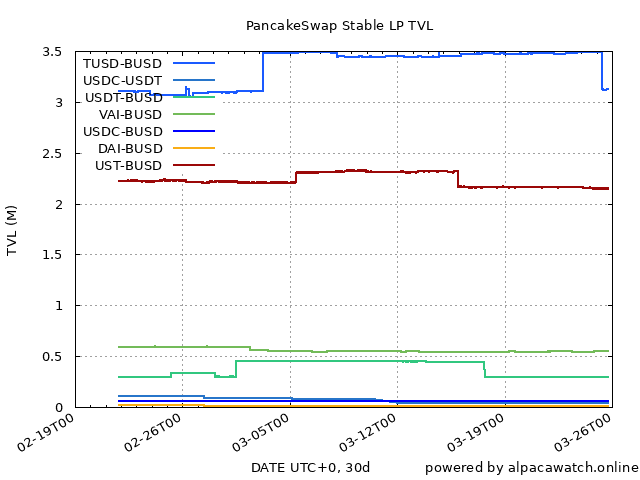 PancakeSwap Stable LP TVL
TVL (M)
3.5
3
2.5
2
1.5
1
0.5
0
TUSD-BUSD
USDC-USDT
USDT-BUSD
VAI-BUSD
USDC-BUSD
DAI-BUSD
UST-BUSD
02-19T00
02-26T00
03-05T00
03-12T00
03-19T00
03-26T00
DATE UTC+0, 30d
powered by alpacawatch.online